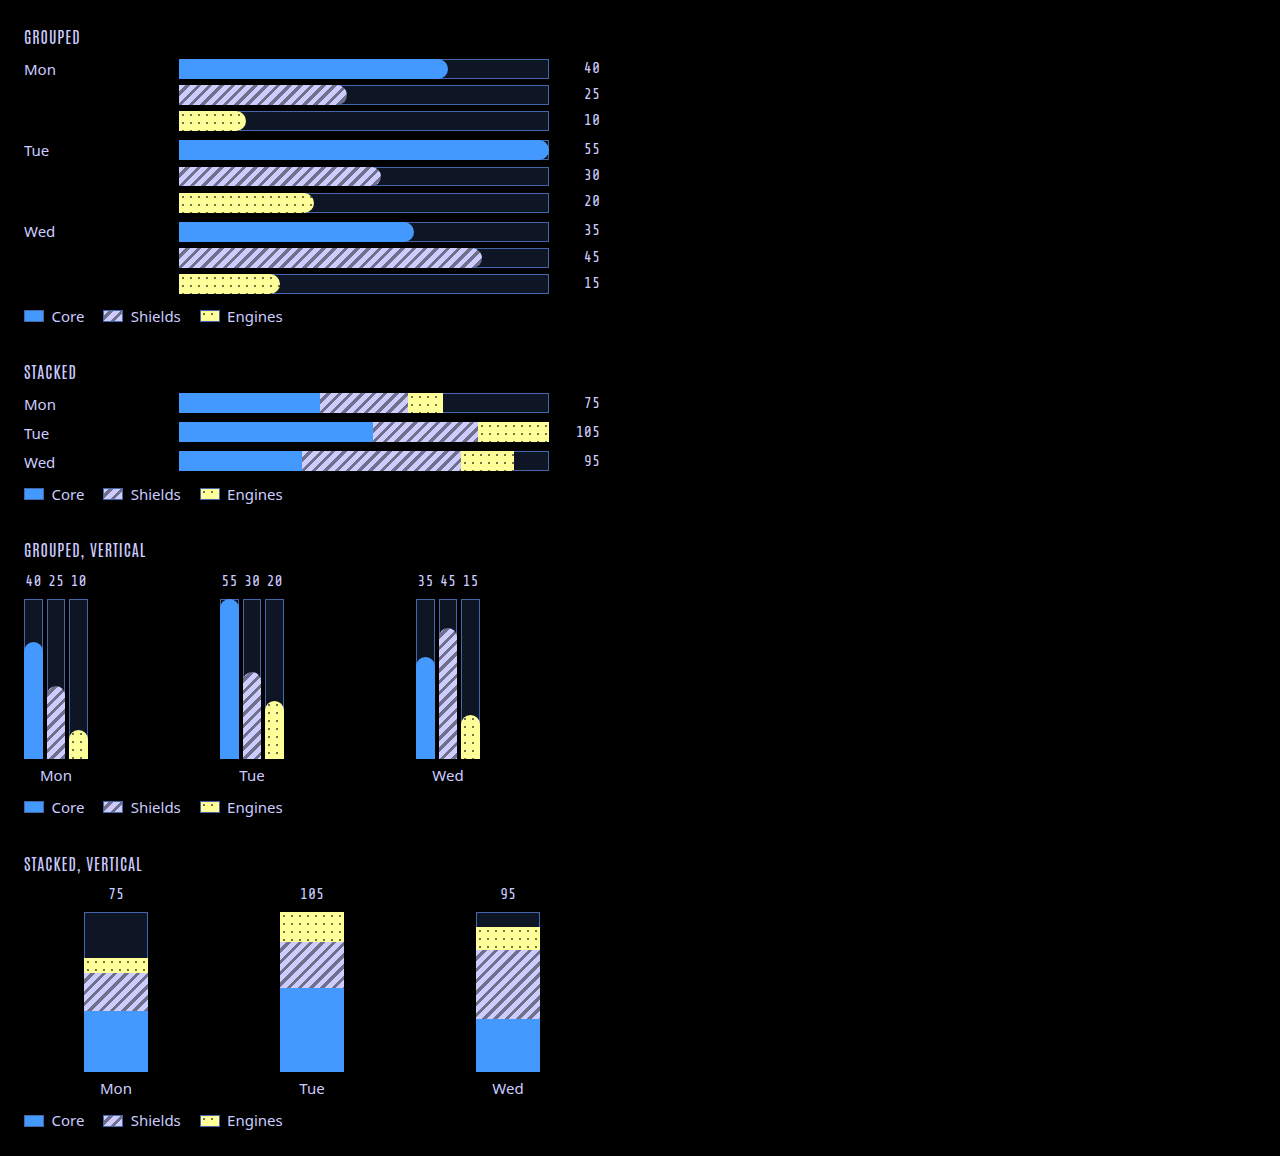 GROUPED
Mon 40
25
10
Tue 55
30
20
Wed 35
45
15
Core Shields Engines
STACKED
Mon 75
Tue 105
Wed 95
Core Shields Engines
GROUPED, VERTICAL
40 25 10 55 30 20 35 45 15
Mon Tue Wed
Core Shields Engines
STACKED, VERTICAL
75 105 95
Mon Tue Wed
Core Shields Engines